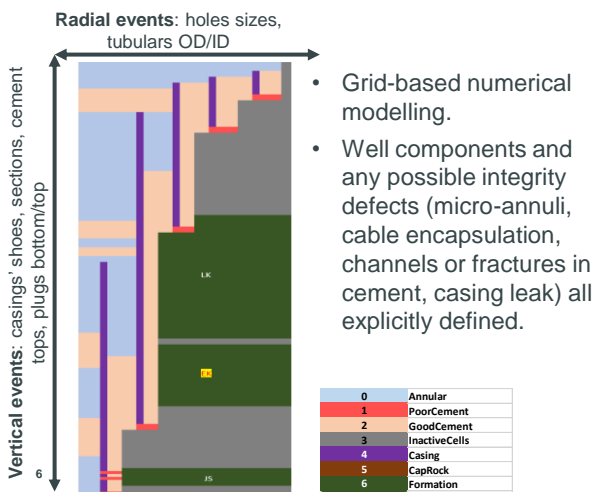 Radial events: holes sizes,
tubulars OD/ID
Vertical events: casings' shoes, sections, cement
tops, plugs bottom/top
6
LK
EK
JS
• Grid-based numerical
modelling.
• Well components and
any possible integrity
defects (micro-annuli,
cable encapsulation,
channels or fractures in
cement, casing leak) all
explicitly defined.
0 Annular
1 PoorCement
2 GoodCement
3 InactiveCells
4 Casing
5 CapRock
6 Formation